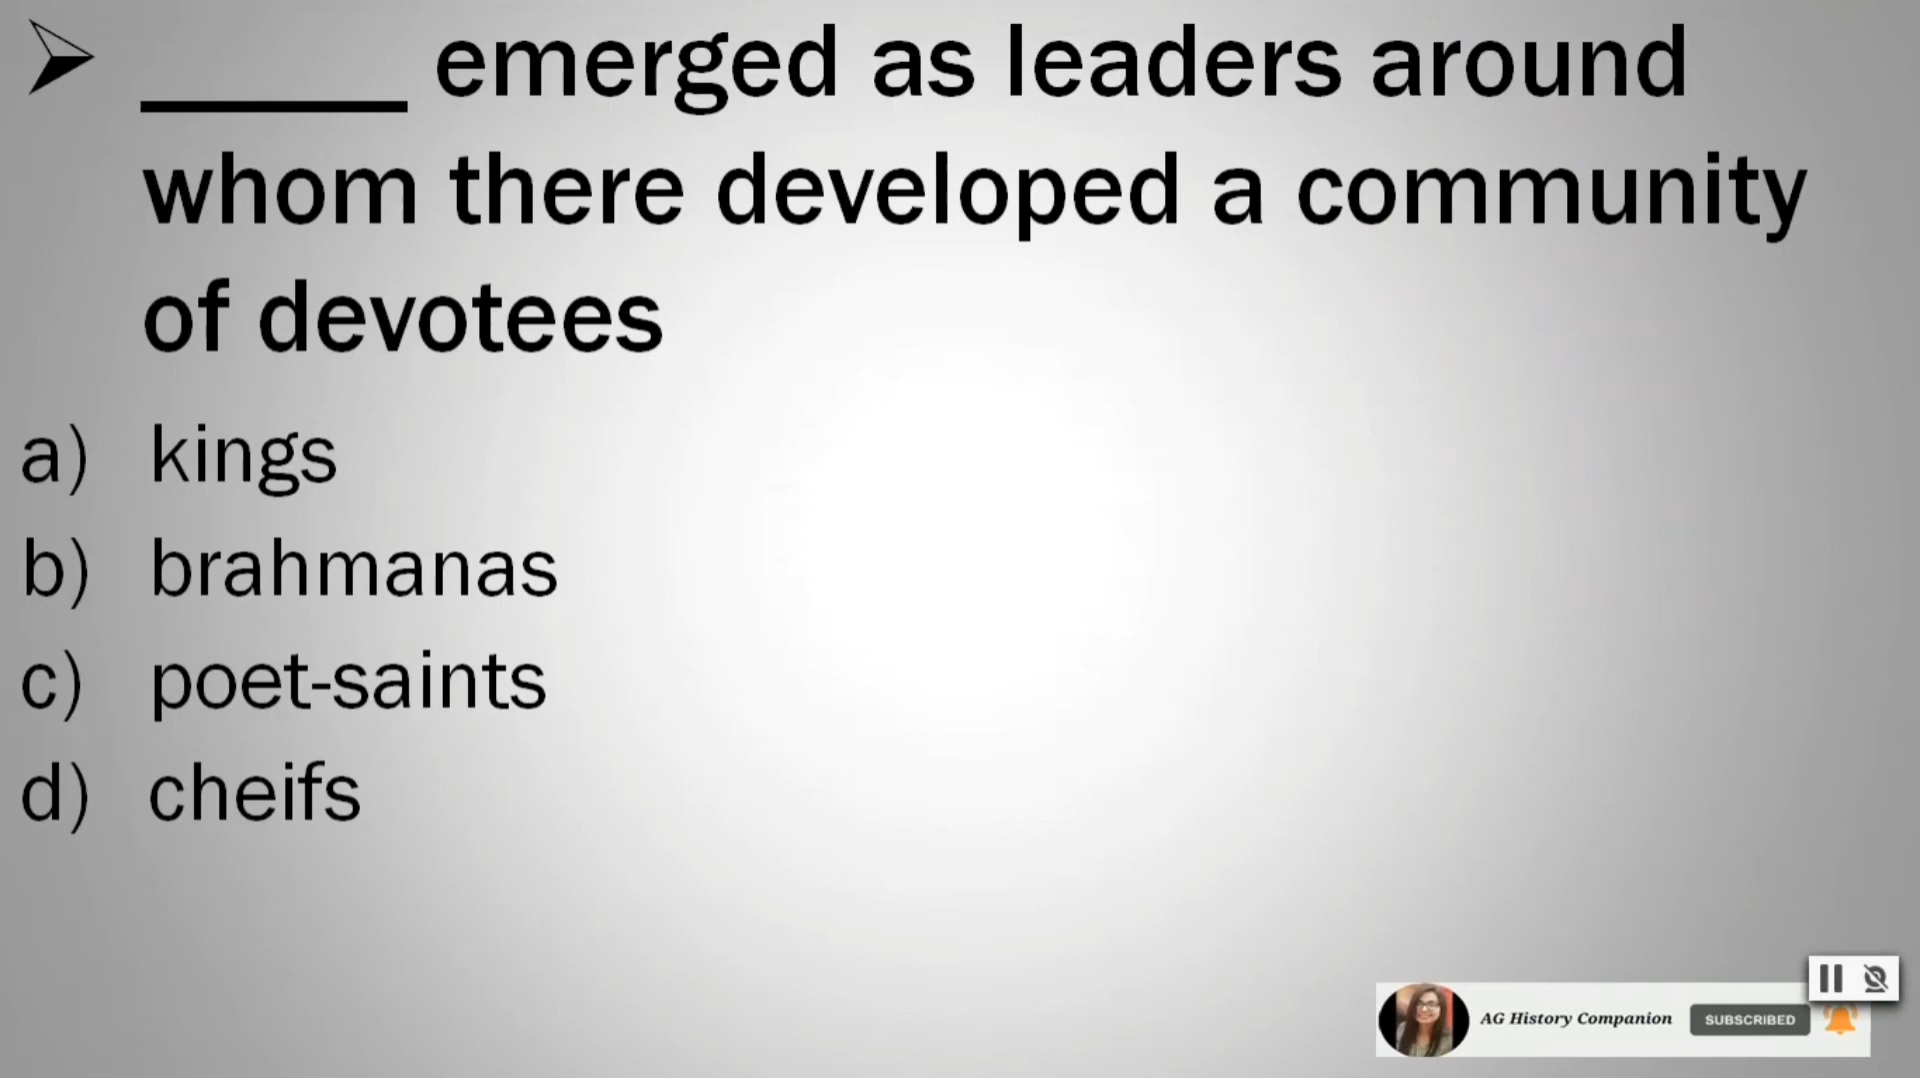 ______ emerged as leaders around
whom there developed a community
of devotees
a) kings
b) brahmanas
c) poet-saints
d) cheifs
AG History Companion SUBSCRIBED